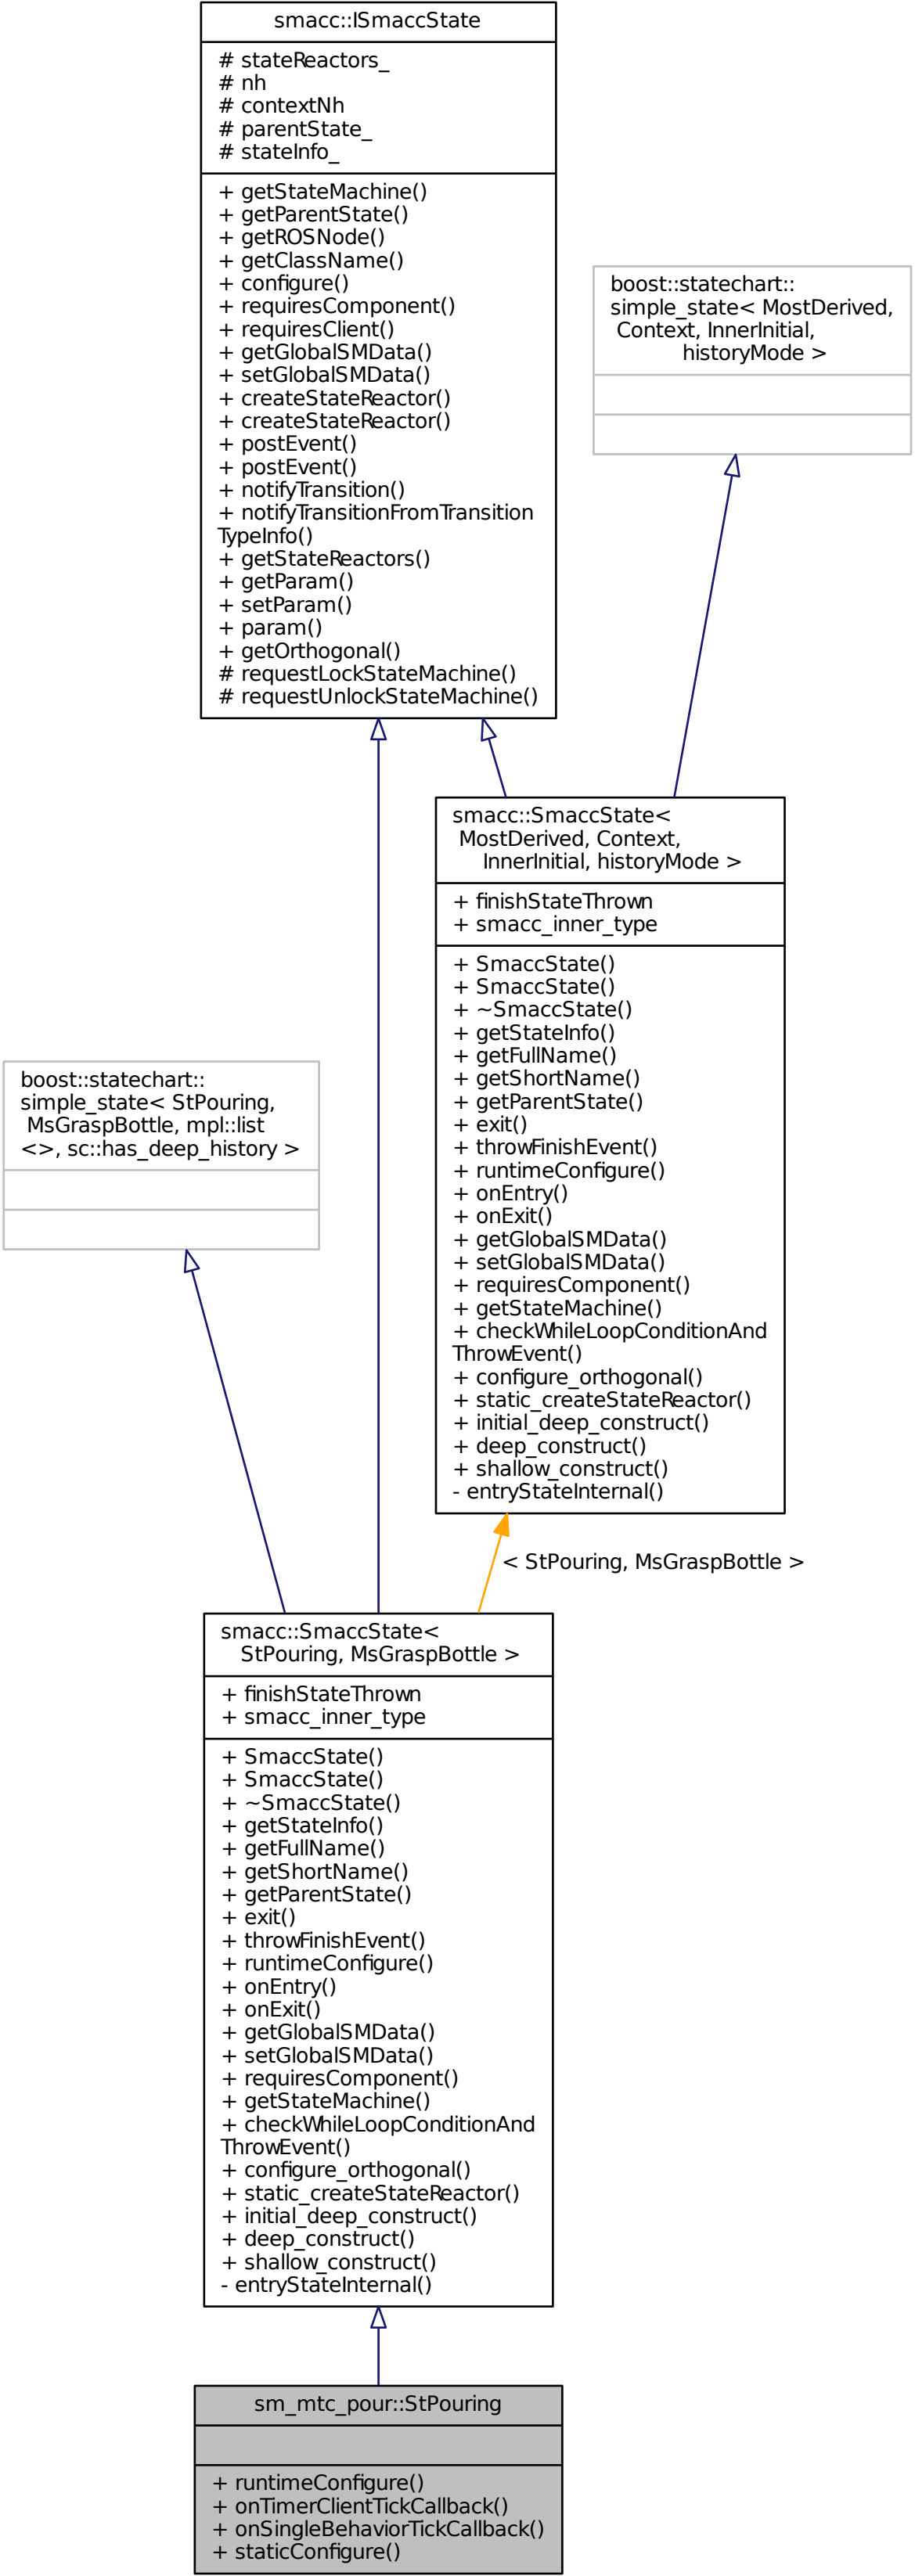 smacc::ISmaccState
# stateReactors_
# nh
# contextNh
# parentState_
# stateInfo_
+ getStateMachine()
+ getParentState()
+ getROSNode()
+ getClassName()
+ configure()
+ requiresComponent()
+ requiresClient()
+ getGlobalSMData()
+ setGlobalSMData()
+ createStateReactor()
+ createStateReactor()
+ postEvent()
+ postEvent()
+ notifyTransition()
+ notifyTransitionFromTransition
TypeInfo()
+ getStateReactors()
+ getParam()
+ setParam()
+ param()
+ getOrthogonal()
# requestLockStateMachine()
# requestUnlockStateMachine()
boost::statechart::
simple_state< MostDerived,
Context, InnerInitial,
historyMode >
smacc::SmaccState<
MostDerived, Context,
InnerInitial, historyMode >
+ finishStateThrown
+ smacc_inner_type
+ SmaccState()
+ SmaccState()
+ ~SmaccState()
+ getStateInfo()
+ getFullName()
+ getShortName()
+ getParentState()
+ exit()
+ throwFinishEvent()
+ runtimeConfigure()
+ onEntry()
+ onExit()
+ getGlobalSMData()
+ setGlobalSMData()
+ requiresComponent()
+ getStateMachine()
+ checkWhileLoopConditionAnd
ThrowEvent()
+ configure_orthogonal()
+ static_createStateReactor()
+ initial_deep_construct()
+ deep_construct()
+ shallow_construct()
- entryStateInternal()
boost::statechart::
simple_state< StPouring,
MsGraspBottle, mpl::list
<>, sc::has_deep_history >
< StPouring, MsGraspBottle >
smacc::SmaccState<
StPouring, MsGraspBottle >
+ finishStateThrown
+ smacc_inner_type
+ SmaccState()
+ SmaccState()
+ ~SmaccState()
+ getStateInfo()
+ getFullName()
+ getShortName()
+ getParentState()
+ exit()
+ throwFinishEvent()
+ runtimeConfigure()
+ onEntry()
+ onExit()
+ getGlobalSMData()
+ setGlobalSMData()
+ requiresComponent()
+ getStateMachine()
+ checkWhileLoopConditionAnd
ThrowEvent()
+ configure_orthogonal()
+ static_createStateReactor()
+ initial_deep_construct()
+ deep_construct()
+ shallow_construct()
- entryStateInternal()
sm_mtc_pour::StPouring
+ runtimeConfigure()
+ onTimerClientTickCallback()
+ onSingleBehaviorTickCallback()
+ staticConfigure()